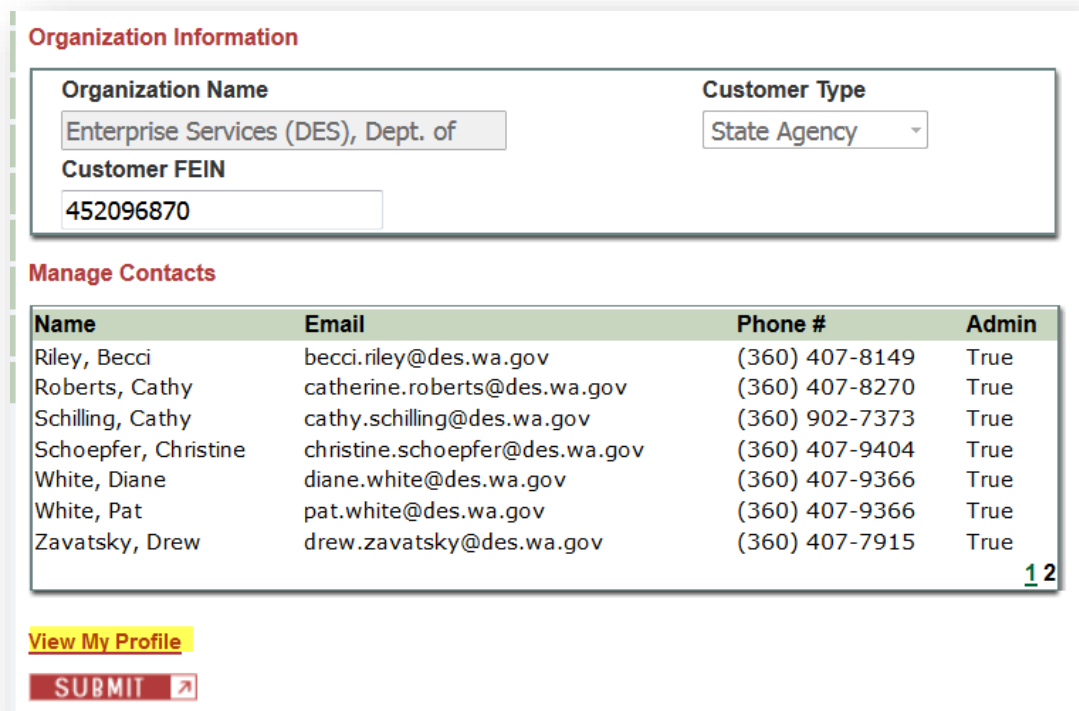 Organization Information
Organization Name Customer Type
Enterprise Services (DES), Dept. of State Agency
Customer FEIN
452096870
Manage Contacts
Name Email Phone # Admin
Riley, Becci becci.riley@des.wa.gov (360) 407-8149 True
Roberts, Cathy catherine.roberts@des.wa.gov (360) 407-8270 True
Schilling, Cathy cathy.schilling@des.wa.gov (360) 902-7373 True
Schoepfer, Christine christine.schoepfer@des.wa.gov (360) 407-9404 True
White, Diane diane.white@des.wa.gov (360) 407-9366 True
White, Pat pat.white@des.wa.gov (360) 407-9366 True
Zavatsky, Drew drew.zavatsky@des.wa.gov (360) 407-7915 True
1 2
View My Profile
SUBMIT